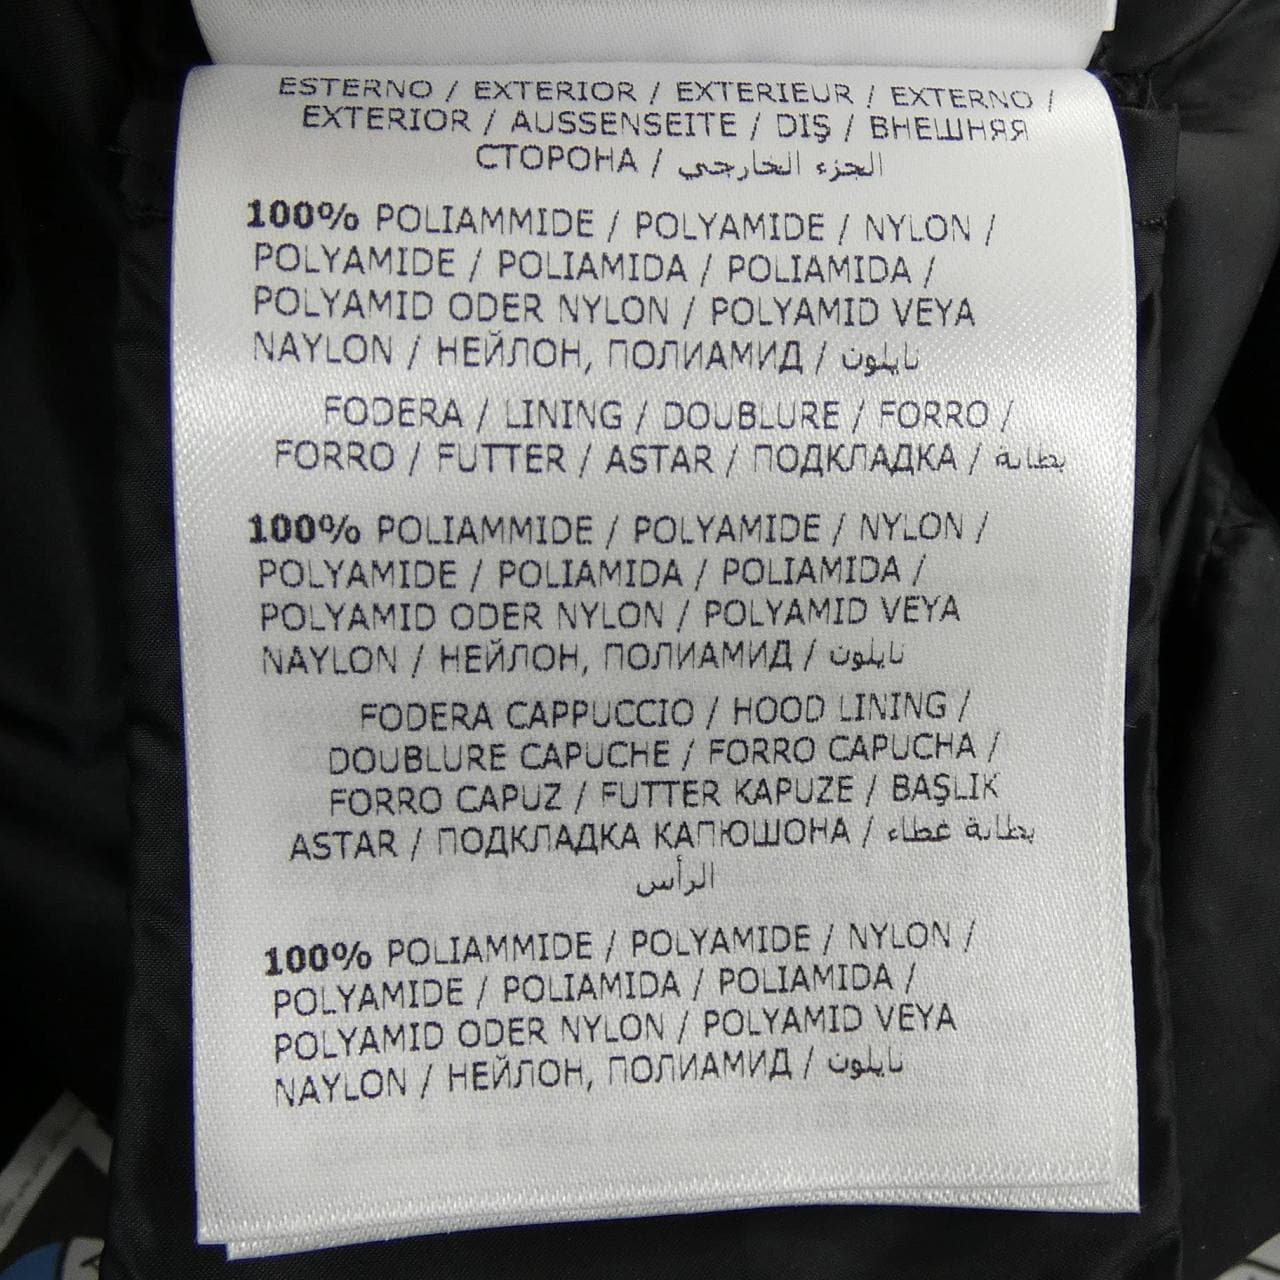 ESTERNO / EXTERIOR / EXTERIEUR / EXTERNO /
EXTERIOR / AUSSENSEITE / DIŞ / ВНЕШНЯЯ
СТОРОНА / الجزء الخارجي
100% POLIAMMIDE / POLYAMIDE / NYLON /
POLYAMIDE / POLIAMIDA / POLIAMIDA /
POLYAMID ODER NYLON / POLYAMID VEYA
NAYLON / НЕЙЛОН, ПОЛИАМИД / نايلون
FODERA / LINING / DOUBLURE / FORRO /
FORRO / FUTTER / ASTAR / ПОДКЛАДКА / بطانة
100% POLIAMMIDE / POLYAMIDE / NYLON /
POLYAMIDE / POLIAMIDA / POLIAMIDA /
POLYAMID ODER NYLON / POLYAMID VEYA
NAYLON / НЕЙЛОН, ПОЛИАМИД / نايلون
FODERA CAPPUCCIO / HOOD LINING /
DOUBLURE CAPUCHE / FORRO CAPUCHA /
FORRO CAPUZ / FUTTER KAPUZE / BAŞLIK
ASTAR / ПОДКЛАДКА КАПЮШОНА / بطانة غطاء
الرأس
100% POLIAMMIDE / POLYAMIDE / NYLON /
POLYAMIDE / POLIAMIDA / POLIAMIDA /
POLYAMID ODER NYLON / POLYAMID VEYA
NAYLON / НЕЙЛОН, ПОЛИАМИД / نايلون